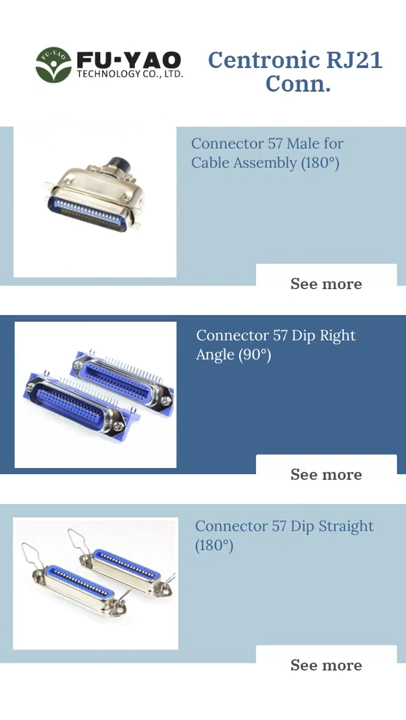 FU-YAO
FU-YAO
TECHNOLOGY CO., LTD.
Centronic RJ21
Conn.
Connector 57 Male for
Cable Assembly (180°)
See more
Connector 57 Dip Right
Angle (90°)
See more
Connector 57 Dip Straight
(180°)
See more